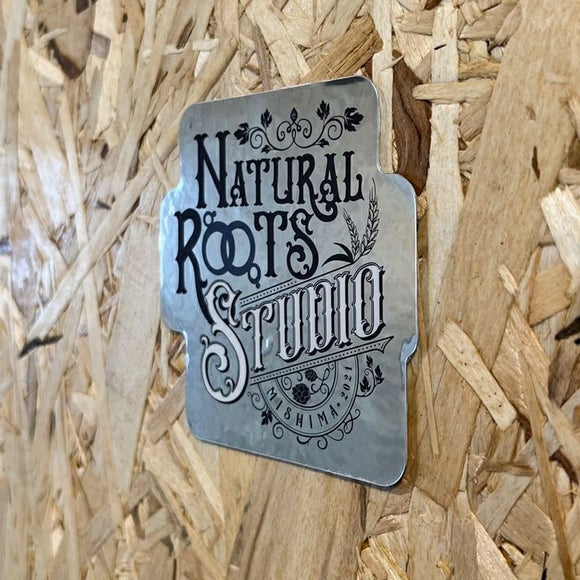 NATURAL
ROOTS
STUDIO
MISHIMA • 2021